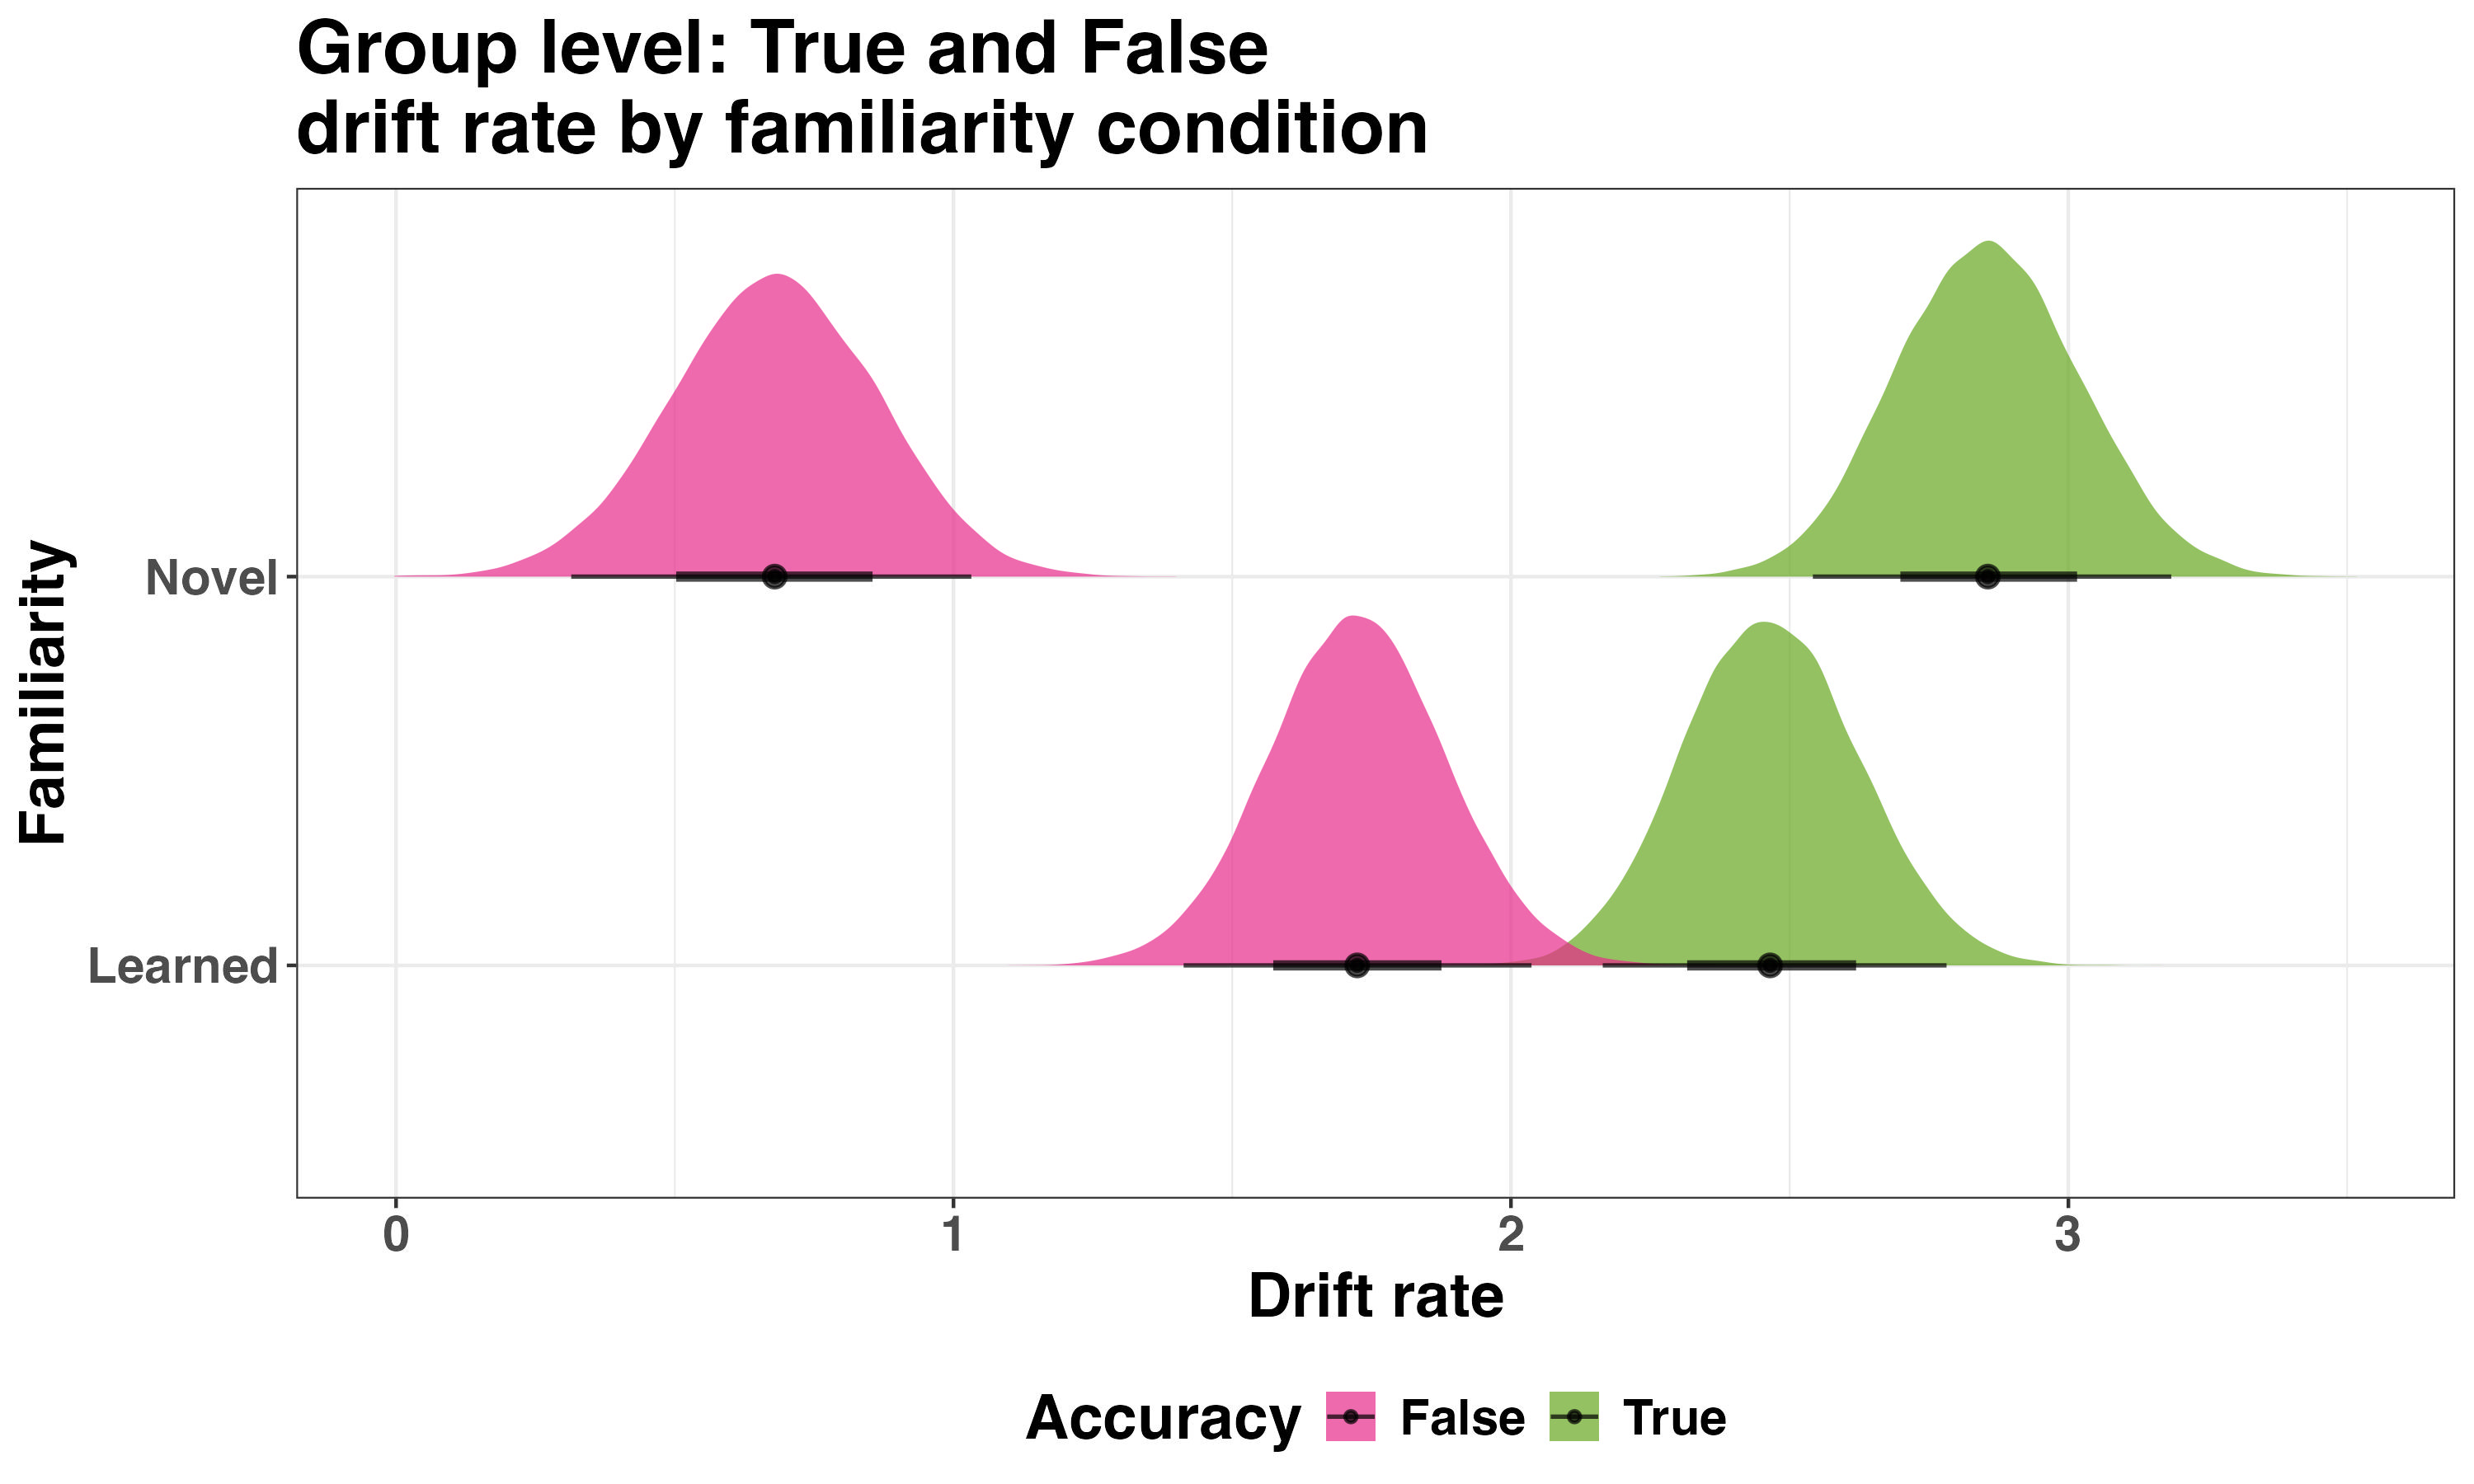 Group level: True and False
drift rate by familiarity condition
Familiarity
Novel
Learned
0 1 2 3
Drift rate
Accuracy False True